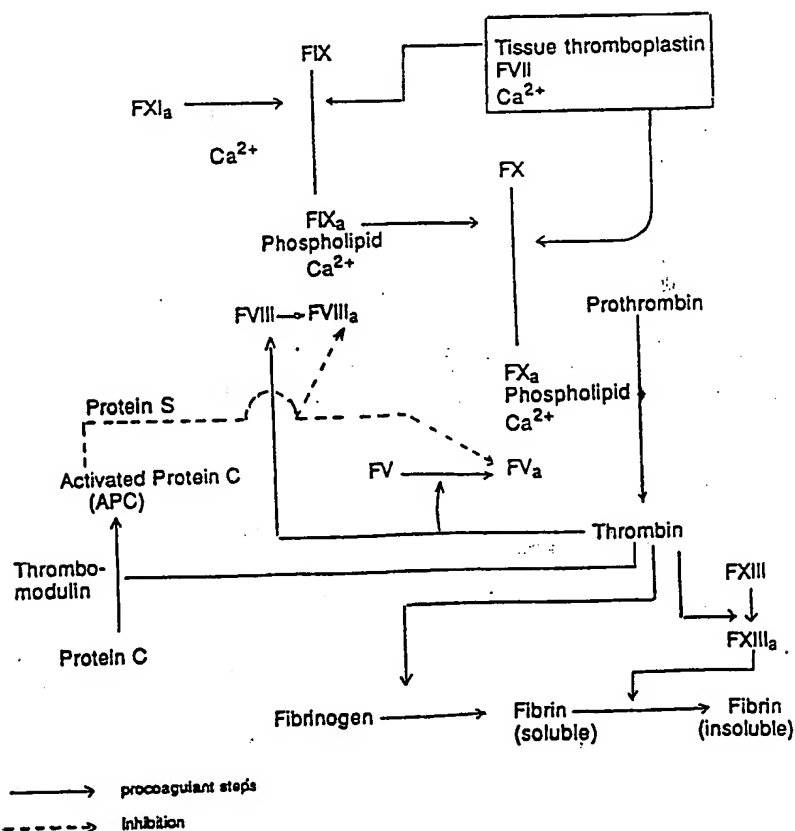 FIX
Tissue thromboplastin
FVII
Ca²⁺
FXIₐ
Ca²⁺
FX
FIXₐ
Phospholipid
Ca²⁺
FVIII
FVIIIₐ
Prothrombin
FXₐ
Phospholipid
Ca²⁺
Protein S
Activated Protein C
(APC)
FV
FVₐ
Thrombin
Thrombo-
modulin
FXIII
FXIIIₐ
Protein C
Fibrinogen
Fibrin
(soluble)
Fibrin
(insoluble)
procoagulant steps
Inhibition